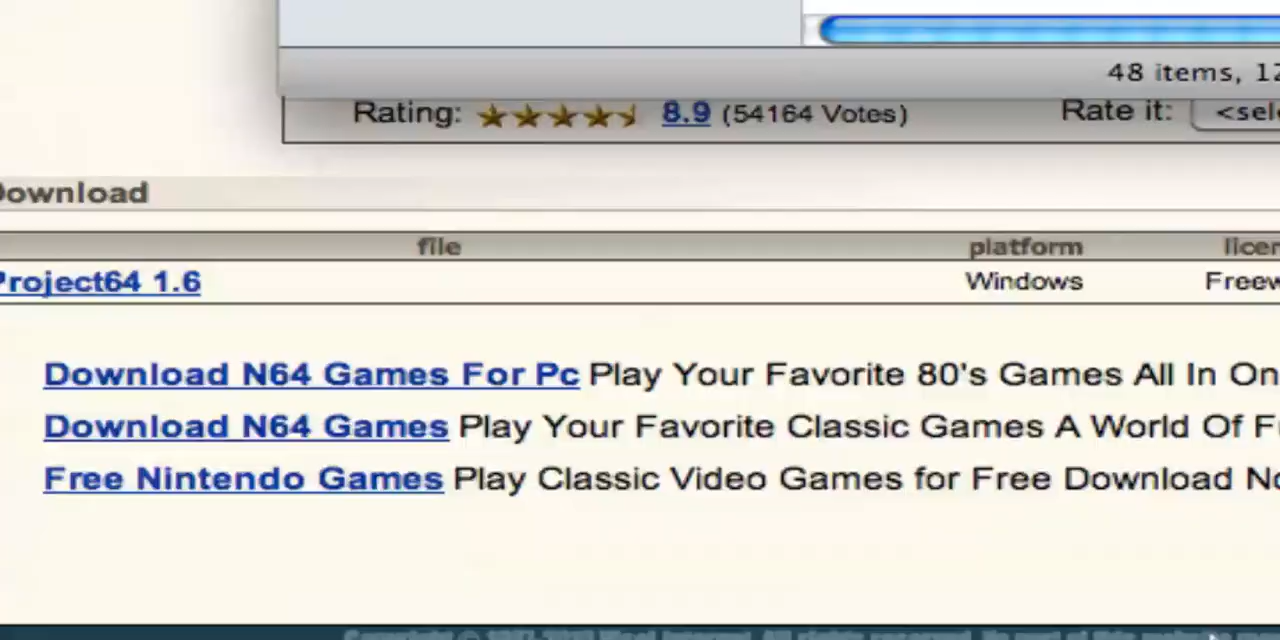 48 items, 12
Rating: 8.9 (54164 Votes) Rate it: <sele
Download
file platform licen
Project64 1.6 Windows Freew
Download N64 Games For Pc Play Your Favorite 80's Games All In On
Download N64 Games Play Your Favorite Classic Games A World Of Fu
Free Nintendo Games Play Classic Video Games for Free Download No